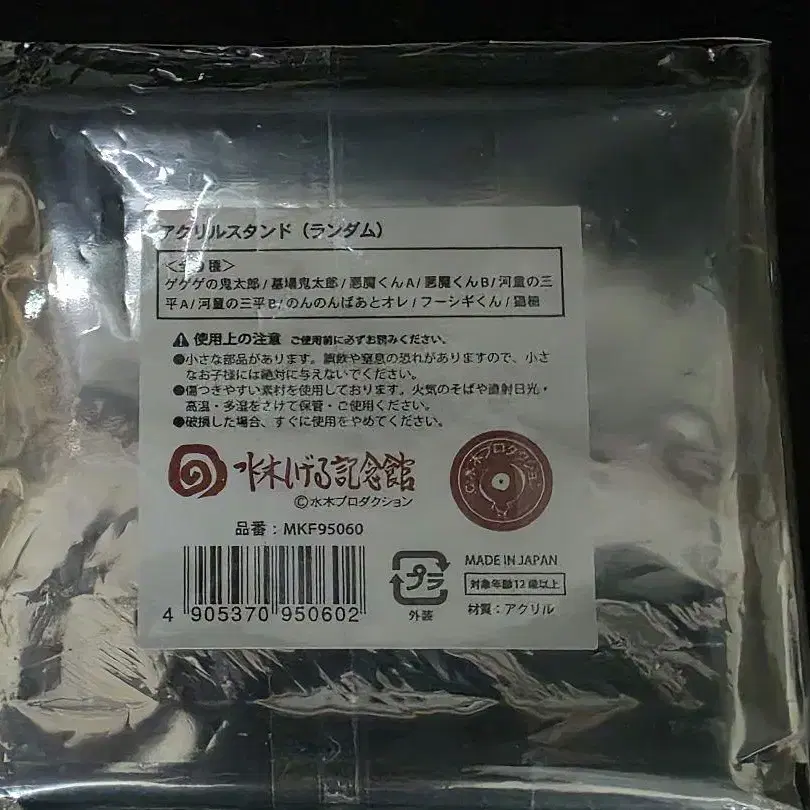 アクリルスタンド（ランダム）
＜全9種＞
ゲゲゲの鬼太郎/墓場鬼太郎/悪魔くんA/悪魔くんB/河童の三
平A/河童の三平B/のんのんばあとオレ/フーシギくん/猫楠
⚠使用上の注意 ご使用前に必ずお読みください。
●小さな部品があります。誤飲や窒息の恐れがありますので、小さ
なお子様には絶対に与えないでください。
●傷つきやすい素材を使用しております。火気のそばや直射日光・
高温・多湿をさけて保管・ご使用ください。
●破損した場合、すぐに使用をやめてください。
水木しげる記念館
©水木プロダクション
©水木プロダクション
品番：MKF95060
4 905370 950602
プラ
外装
MADE IN JAPAN
対象年齢12歳以上
材質：アクリル